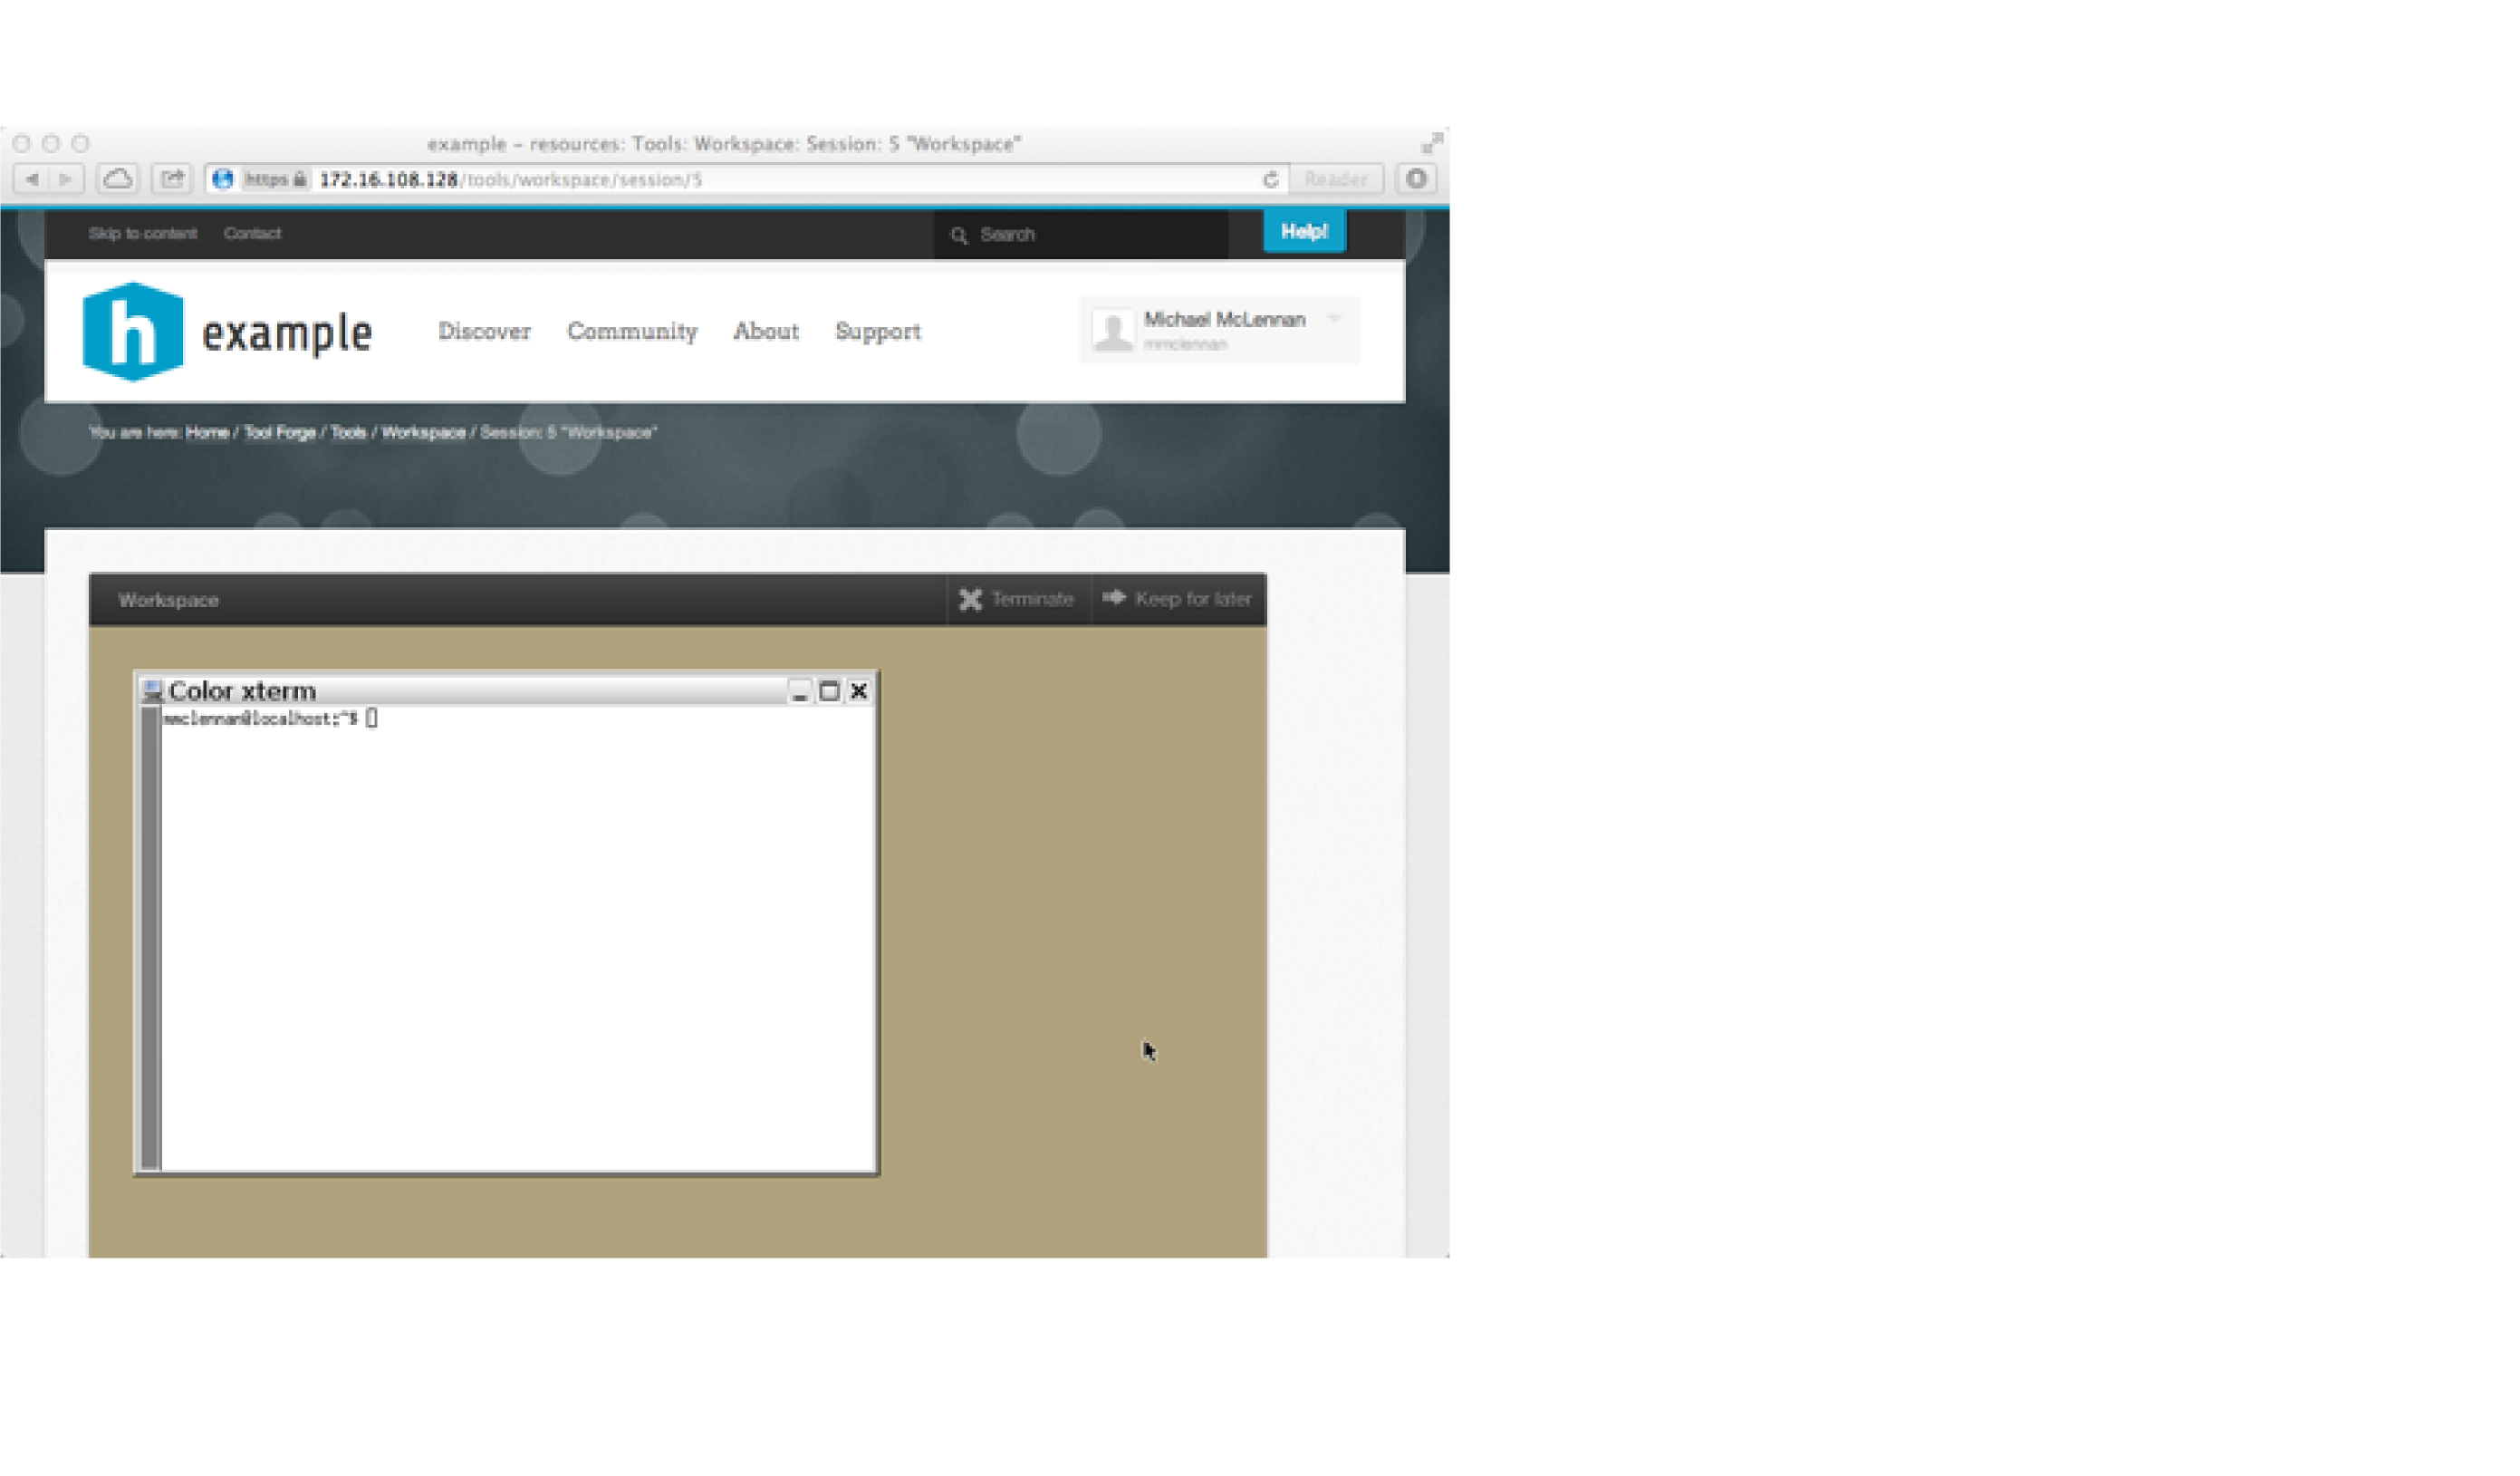 example – resources: Tools: Workspace: Session: 5 "Workspace"
https 172.16.108.128/tools/workspace/session/5 Reader
Skip to content Contact Search Help!
h example Discover Community About Support Michael McLennan
mmclennan
You are here: Home / Tool Forge / Tools / Workspace / Session: 5 "Workspace"
Workspace Terminate Keep for later
Color xterm
mmclennan@localhost:~$